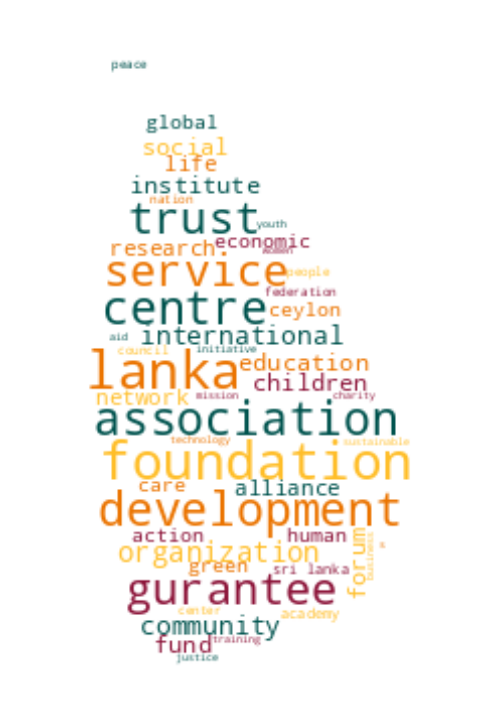 peace
global
social
life
institute
nation
trust youth
research economic
women
service people
federation
centre ceylon
aid international
council initiative
lanka education
children
network mission charity
association
technology sustainable
foundation
care alliance
development
action human
organization forum business
green sri lanka
gurantee
center academy
community
fund training
justice